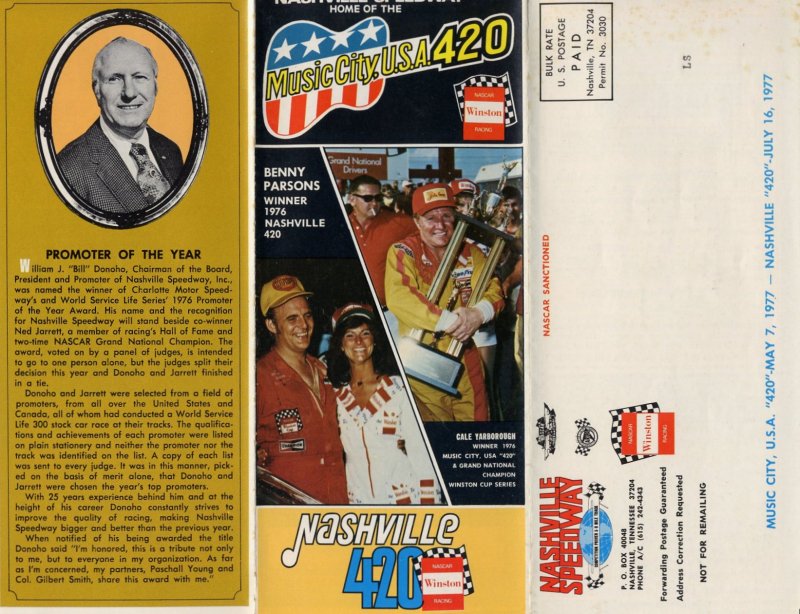 PROMOTER OF THE YEAR
William J. "Bill" Donoho, Chairman of the Board,
President and Promoter of Nashville Speedway, Inc.,
was named the winner of Charlotte Motor Speed-
way's and World Service Life Series' 1976 Promoter
of the Year Award. His name and the recognition
for Nashville Speedway will stand beside co-winner
Ned Jarrett, a member of racing's Hall of Fame and
two-time NASCAR Grand National Champion. The
award, voted on by a panel of judges, is intended
to go to one person alone, but the judges split their
decision this year and Donoho and Jarrett finished
in a tie.
Donoho and Jarrett were selected from a field of
promoters, from all over the United States and
Canada, all of whom had conducted a World Service
Life 300 stock car race at their tracks. The qualifica-
tions and achievements of each promoter were listed
on plain stationery and neither the promoter nor the
track was identified on the list. A copy of each list
was sent to every judge. It was in this manner, pick-
ed on the basis of merit alone, that Donoho and
Jarrett were chosen the year's top promoters.
With 25 years experience behind him and at the
height of his career Donoho constantly strives to
improve the quality of racing, making Nashville
Speedway bigger and better than the previous year.
When notified of his being awarded the title
Donoho said "I'm honored, this is a tribute not only
to me, but to everyone in my organization. As far
as I'm concerned, my partners, Paschall Young and
Col. Gilbert Smith, share this award with me."
NASHVILLE SPEEDWAY
HOME OF THE
Music City, U.S.A. 420
NASCAR
Winston
RACING
BENNY
PARSONS
WINNER
1976
NASHVILLE
420
Grand National
Drivers
CALE YARBOROUGH
WINNER 1976
MUSIC CITY, USA "420"
& GRAND NATIONAL
CHAMPION
WINSTON CUP SERIES
NASHVILLE
420
NASCAR
Winston
RACING
BULK RATE
U. S. POSTAGE
PAID
Nashville, TN 37204
Permit No. 3030
LS
NASCAR SANCTIONED
NASCAR
Winston
RACING
NASHVILLE
SPEEDWAY
P. O. BOX 40048
NASHVILLE, TENNESSEE 37204
PHONE A/C (615) 242-4343
Forwarding Postage Guaranteed
Address Correction Requested
NOT FOR REMAILING
MUSIC CITY, U.S.A. "420"-MAY 7, 1977 — NASHVILLE "420"-JULY 16, 1977